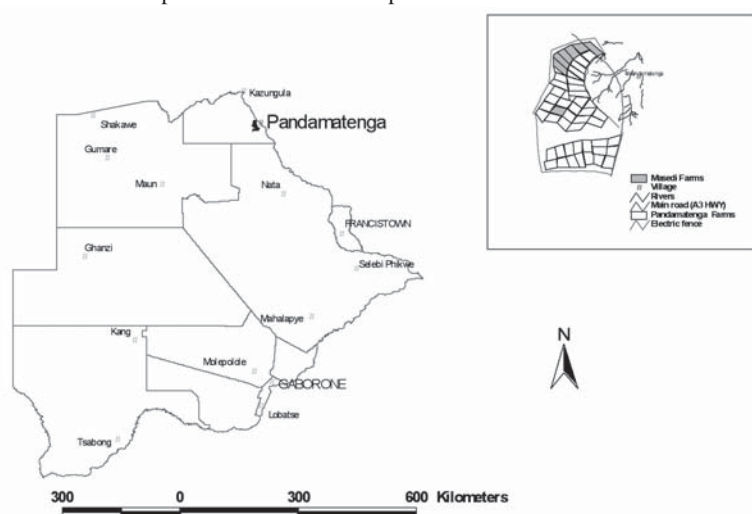 Kazungula
Pandamatenga
Shakawe
Gumare
Maun
Nata
FRANCISTOWN
Ghanzi
Selebi Phikwe
Mahalapye
Kang
Molepolole
GABORONE
Lobatse
Tsabong
Pandamatenga
Masedi Farms
Village
Rivers
Main road (A3 HWY)
Pandamatenga Farms
Electric fence
N
300 0 300 600 Kilometers